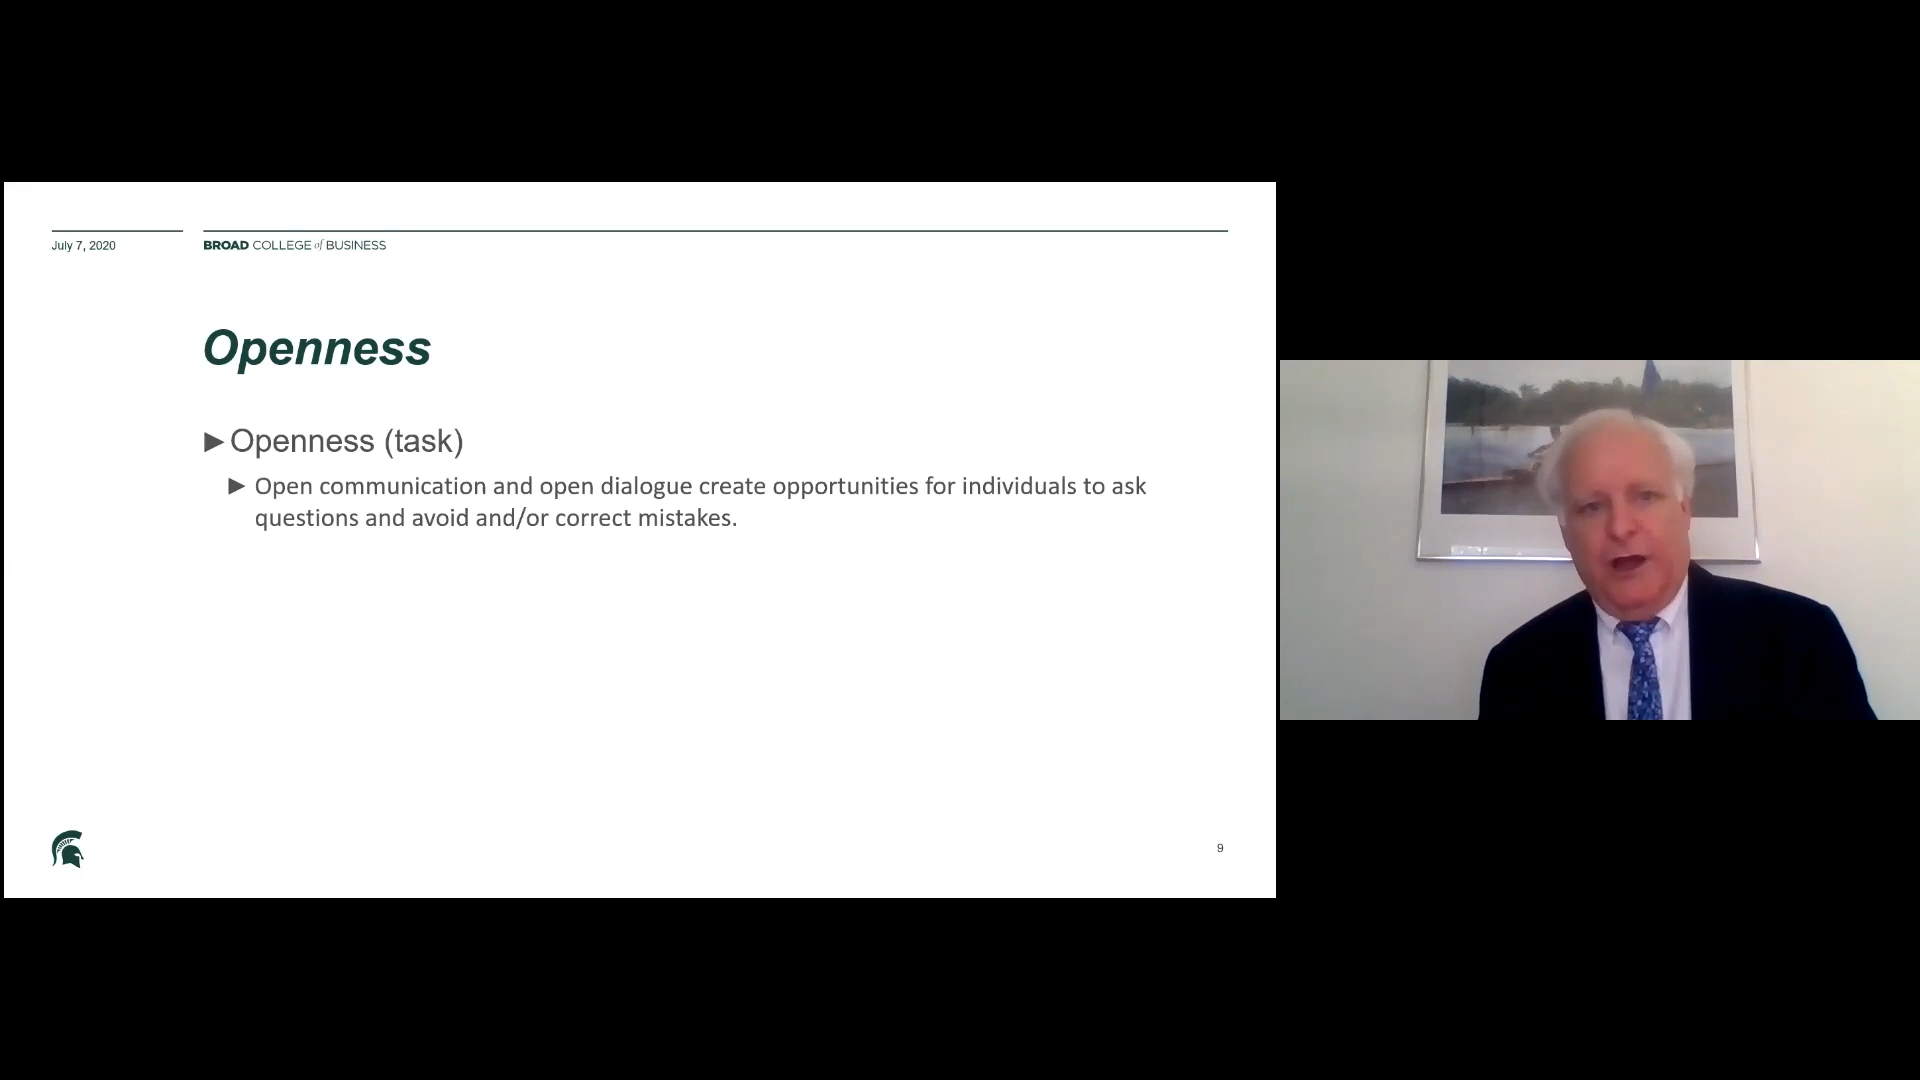 July 7, 2020
BROAD COLLEGE of BUSINESS
Openness
►Openness (task)
► Open communication and open dialogue create opportunities for individuals to ask
questions and avoid and/or correct mistakes.
9